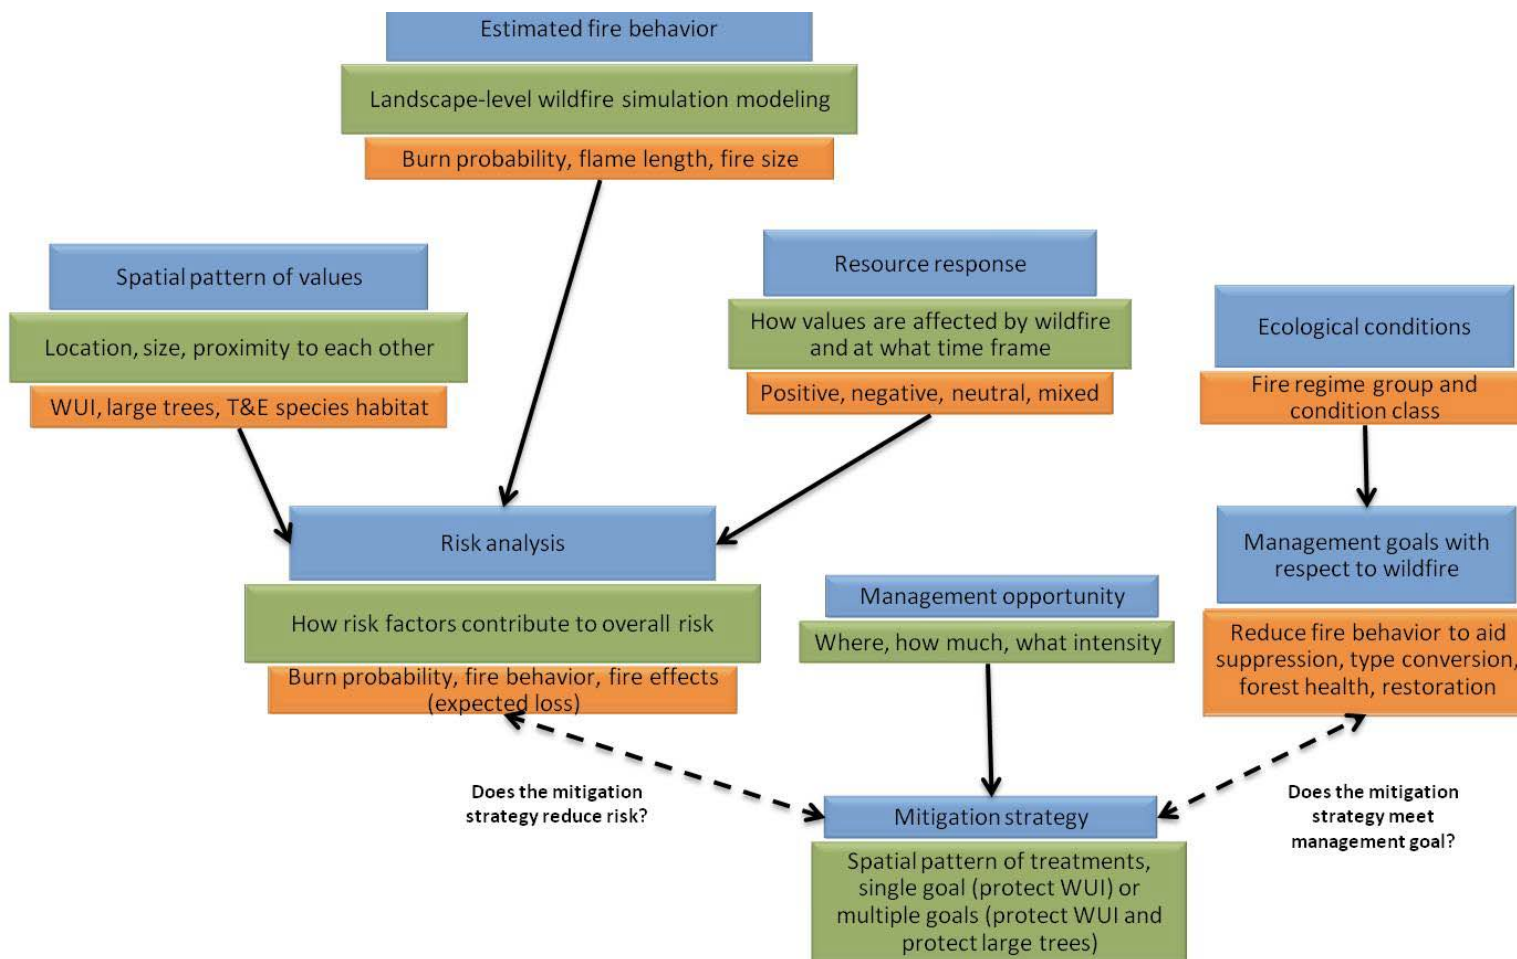 Estimated fire behavior
Landscape-level wildfire simulation modeling
Burn probability, flame length, fire size
Spatial pattern of values
Location, size, proximity to each other
WUI, large trees, T&E species habitat
Resource response
How values are affected by wildfire
and at what time frame
Positive, negative, neutral, mixed
Ecological conditions
Fire regime group and
condition class
Risk analysis
How risk factors contribute to overall risk
Burn probability, fire behavior, fire effects
(expected loss)
Management opportunity
Where, how much, what intensity
Management goals with
respect to wildfire
Reduce fire behavior to aid
suppression, type conversion,
forest health, restoration
Does the mitigation
strategy reduce risk?
Mitigation strategy
Spatial pattern of treatments,
single goal (protect WUI) or
multiple goals (protect WUI and
protect large trees)
Does the mitigation
strategy meet
management goal?